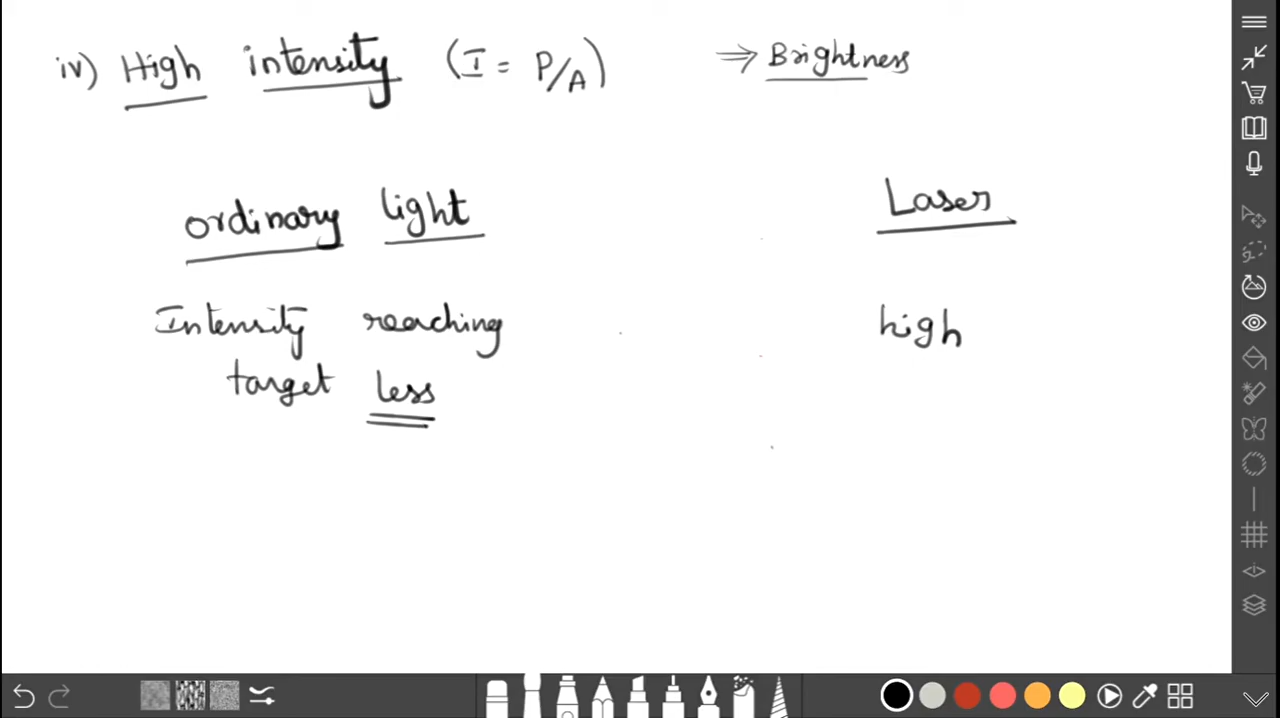 iv) High intensity (I = P/A) ⇒ Brightness
ordinary light
Laser
Intensity reaching
target less
high